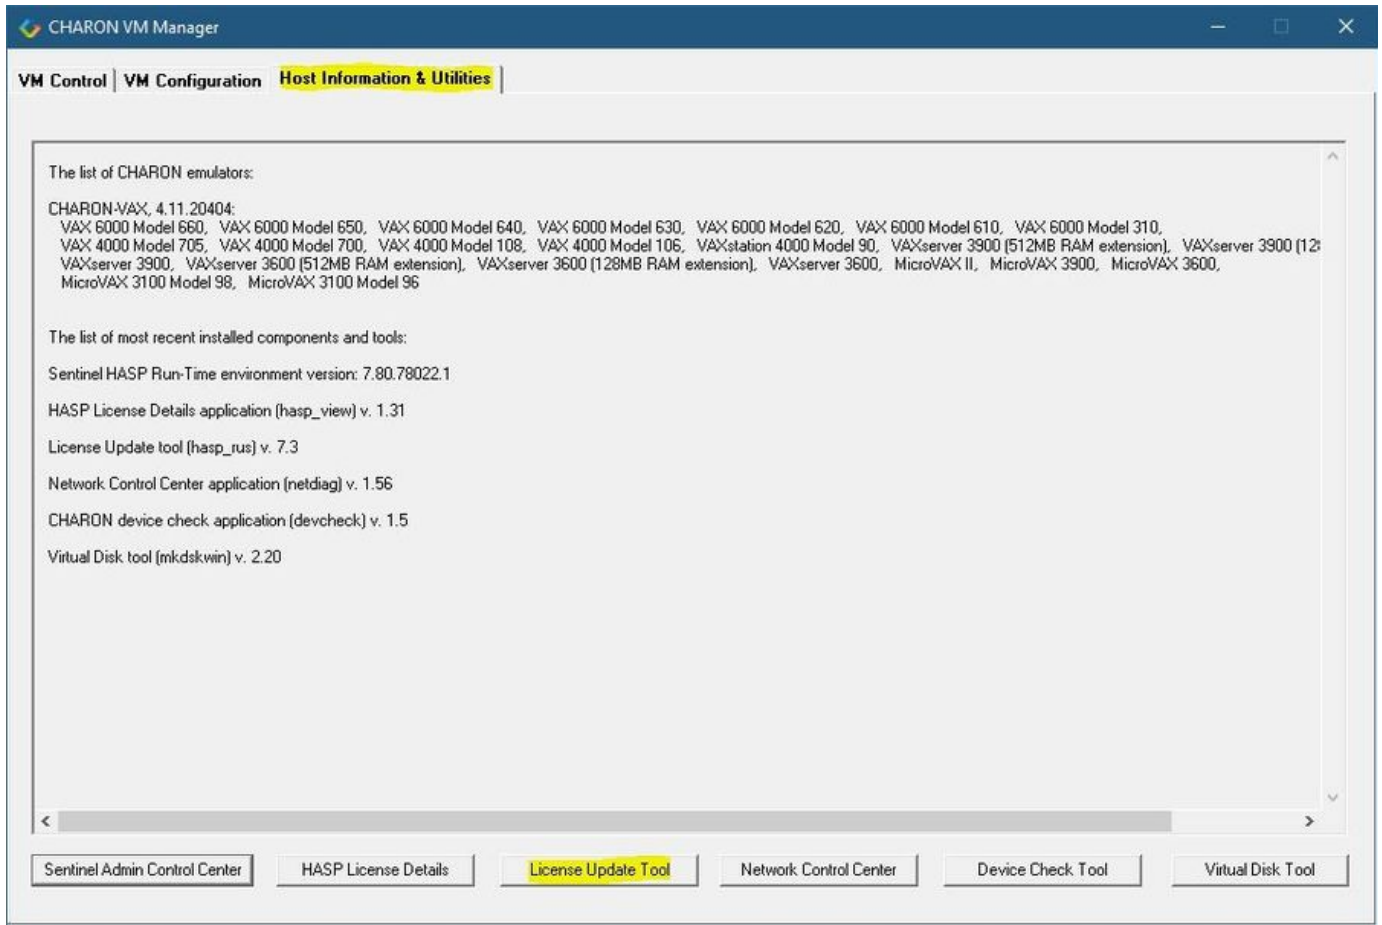 CHARON VM Manager
VM Control VM Configuration Host Information & Utilities
The list of CHARON emulators:
CHARON-VAX, 4.11.20404:
VAX 6000 Model 660, VAX 6000 Model 650, VAX 6000 Model 640, VAX 6000 Model 630, VAX 6000 Model 620, VAX 6000 Model 610, VAX 6000 Model 310,
VAX 4000 Model 705, VAX 4000 Model 700, VAX 4000 Model 108, VAX 4000 Model 106, VAXstation 4000 Model 90, VAXserver 3900 (512MB RAM extension), VAXserver 3900 (12
VAXserver 3900, VAXserver 3600 (512MB RAM extension), VAXserver 3600 (128MB RAM extension), VAXserver 3600, MicroVAX II, MicroVAX 3900, MicroVAX 3600,
MicroVAX 3100 Model 98, MicroVAX 3100 Model 96
The list of most recent installed components and tools:
Sentinel HASP Run-Time environment version: 7.80.78022.1
HASP License Details application (hasp_view) v. 1.31
License Update tool (hasp_rus) v. 7.3
Network Control Center application (netdiag) v. 1.56
CHARON device check application (devcheck) v. 1.5
Virtual Disk tool (mkdskwin) v. 2.20
Sentinel Admin Control Center HASP License Details License Update Tool Network Control Center Device Check Tool Virtual Disk Tool